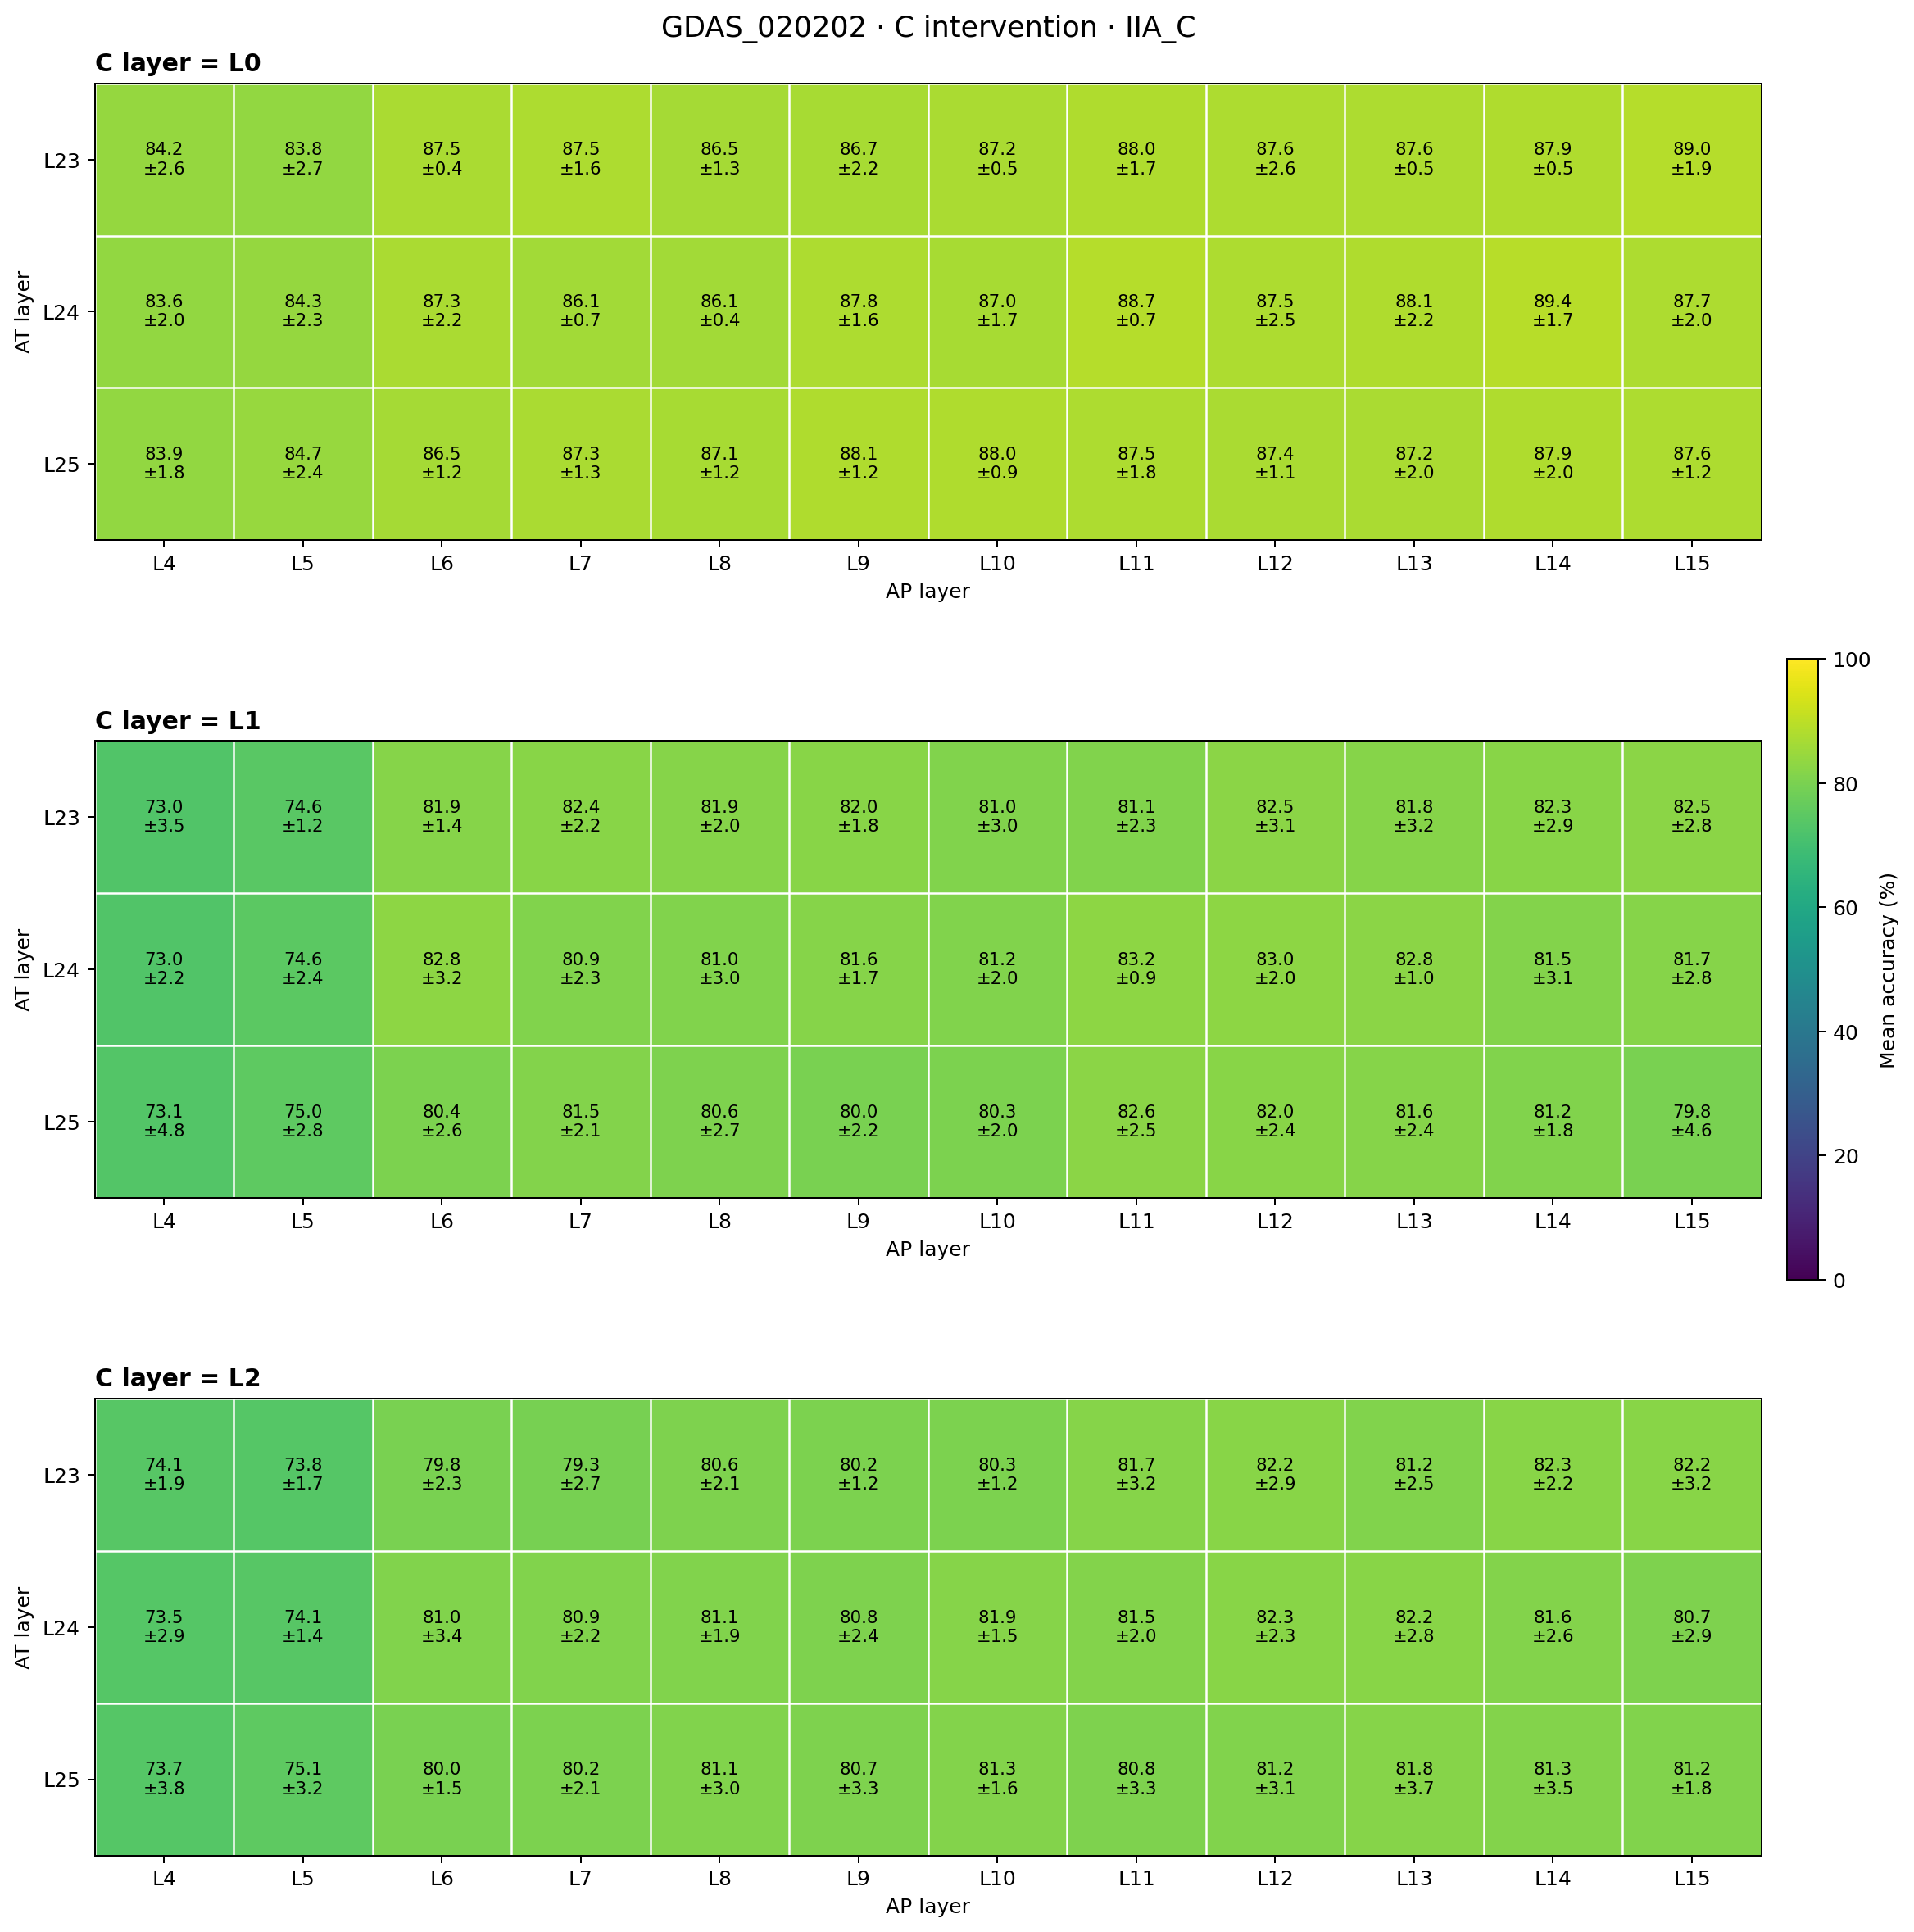 GDAS_020202 · C intervention · IIA_C
C layer = L0
L23 84.2 83.8 87.5 87.5 86.5 86.7 87.2 88.0 87.6 87.6 87.9 89.0
±2.6 ±2.7 ±0.4 ±1.6 ±1.3 ±2.2 ±0.5 ±1.7 ±2.6 ±0.5 ±0.5 ±1.9
AT layer
L24 83.6 84.3 87.3 86.1 86.1 87.8 87.0 88.7 87.5 88.1 89.4 87.7
±2.0 ±2.3 ±2.2 ±0.7 ±0.4 ±1.6 ±1.7 ±0.7 ±2.5 ±2.2 ±1.7 ±2.0
L25 83.9 84.7 86.5 87.3 87.1 88.1 88.0 87.5 87.4 87.2 87.9 87.6
±1.8 ±2.4 ±1.2 ±1.3 ±1.2 ±1.2 ±0.9 ±1.8 ±1.1 ±2.0 ±2.0 ±1.2
L4 L5 L6 L7 L8 L9 L10 L11 L12 L13 L14 L15
AP layer
C layer = L1
L23 73.0 74.6 81.9 82.4 81.9 82.0 81.0 81.1 82.5 81.8 82.3 82.5
±3.5 ±1.2 ±1.4 ±2.2 ±2.0 ±1.8 ±3.0 ±2.3 ±3.1 ±3.2 ±2.9 ±2.8
AT layer
L24 73.0 74.6 82.8 80.9 81.0 81.6 81.2 83.2 83.0 82.8 81.5 81.7
±2.2 ±2.4 ±3.2 ±2.3 ±3.0 ±1.7 ±2.0 ±0.9 ±2.0 ±1.0 ±3.1 ±2.8
L25 73.1 75.0 80.4 81.5 80.6 80.0 80.3 82.6 82.0 81.6 81.2 79.8
±4.8 ±2.8 ±2.6 ±2.1 ±2.7 ±2.2 ±2.0 ±2.5 ±2.4 ±2.4 ±1.8 ±4.6
L4 L5 L6 L7 L8 L9 L10 L11 L12 L13 L14 L15
AP layer
100
80
60
40
20
0
Mean accuracy (%)
C layer = L2
L23 74.1 73.8 79.8 79.3 80.6 80.2 80.3 81.7 82.2 81.2 82.3 82.2
±1.9 ±1.7 ±2.3 ±2.7 ±2.1 ±1.2 ±1.2 ±3.2 ±2.9 ±2.5 ±2.2 ±3.2
AT layer
L24 73.5 74.1 81.0 80.9 81.1 80.8 81.9 81.5 82.3 82.2 81.6 80.7
±2.9 ±1.4 ±3.4 ±2.2 ±1.9 ±2.4 ±1.5 ±2.0 ±2.3 ±2.8 ±2.6 ±2.9
L25 73.7 75.1 80.0 80.2 81.1 80.7 81.3 80.8 81.2 81.8 81.3 81.2
±3.8 ±3.2 ±1.5 ±2.1 ±3.0 ±3.3 ±1.6 ±3.3 ±3.1 ±3.7 ±3.5 ±1.8
L4 L5 L6 L7 L8 L9 L10 L11 L12 L13 L14 L15
AP layer